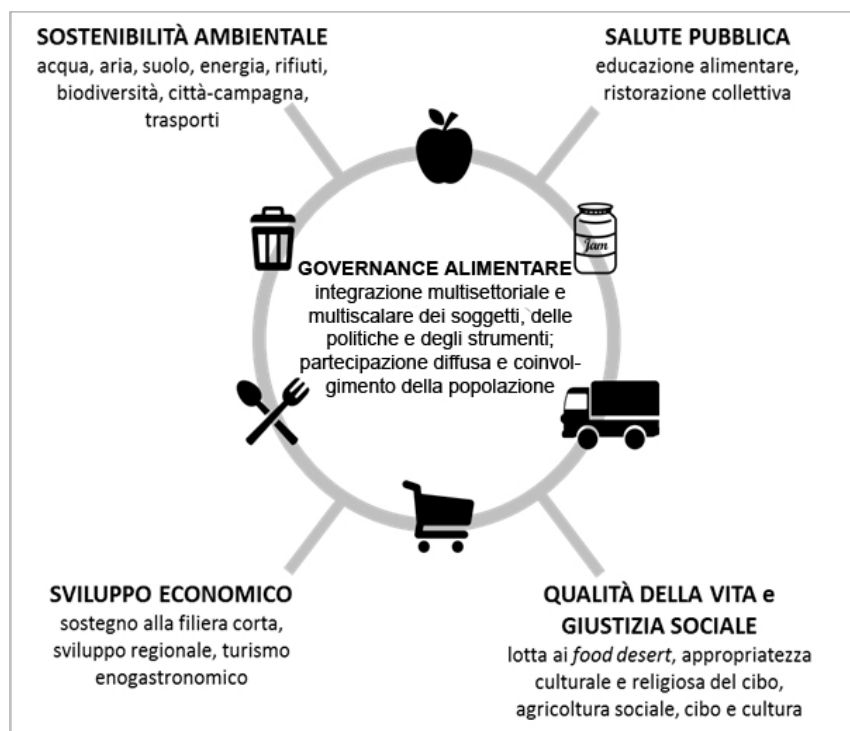 SOSTENIBILITÀ AMBIENTALE
acqua, aria, suolo, energia, rifiuti,
biodiversità, città-campagna,
trasporti
SALUTE PUBBLICA
educazione alimentare,
ristorazione collettiva
Jam
GOVERNANCE ALIMENTARE
integrazione multisettoriale e
multiscalare dei soggetti, delle
politiche e degli strumenti;
partecipazione diffusa e coinvol-
gimento della popolazione
SVILUPPO ECONOMICO
sostegno alla filiera corta,
sviluppo regionale, turismo
enogastronomico
QUALITÀ DELLA VITA e
GIUSTIZIA SOCIALE
lotta ai food desert, appropriatezza
culturale e religiosa del cibo,
agricoltura sociale, cibo e cultura